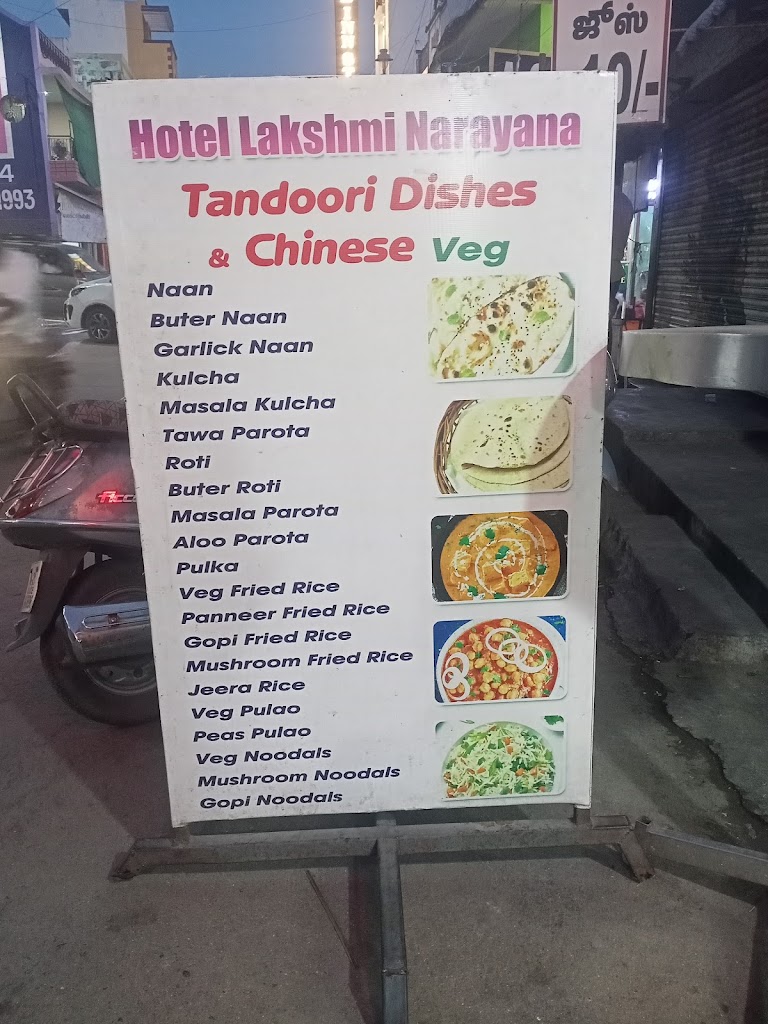 ஜூஸ்
10/-
4
1993
Hotel Lakshmi Narayana
Tandoori Dishes
& Chinese Veg
Naan
Buter Naan
Garlick Naan
Kulcha
Masala Kulcha
Tawa Parota
Roti
Buter Roti
Masala Parota
Aloo Parota
Pulka
Veg Fried Rice
Panneer Fried Rice
Gopi Fried Rice
Mushroom Fried Rice
Jeera Rice
Veg Pulao
Peas Pulao
Veg Noodals
Mushroom Noodals
Gopi Noodals